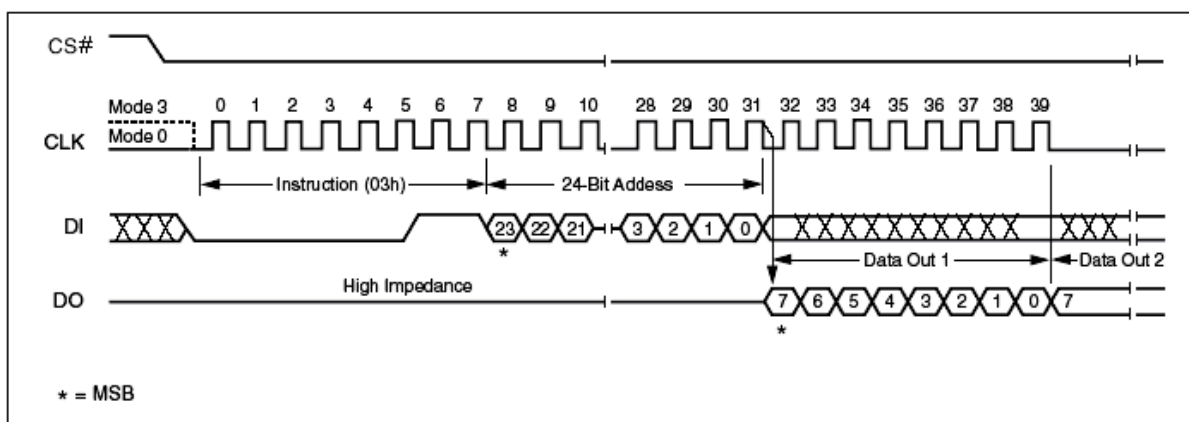 CS#
Mode 3
0 1 2 3 4 5 6 7 8 9 10 28 29 30 31 32 33 34 35 36 37 38 39
Mode 0
CLK
Instruction (03h) 24-Bit Addess
DI 23 22 21 3 2 1 0
* Data Out 1 Data Out 2
High Impedance
DO 7 6 5 4 3 2 1 0 7
*
* = MSB